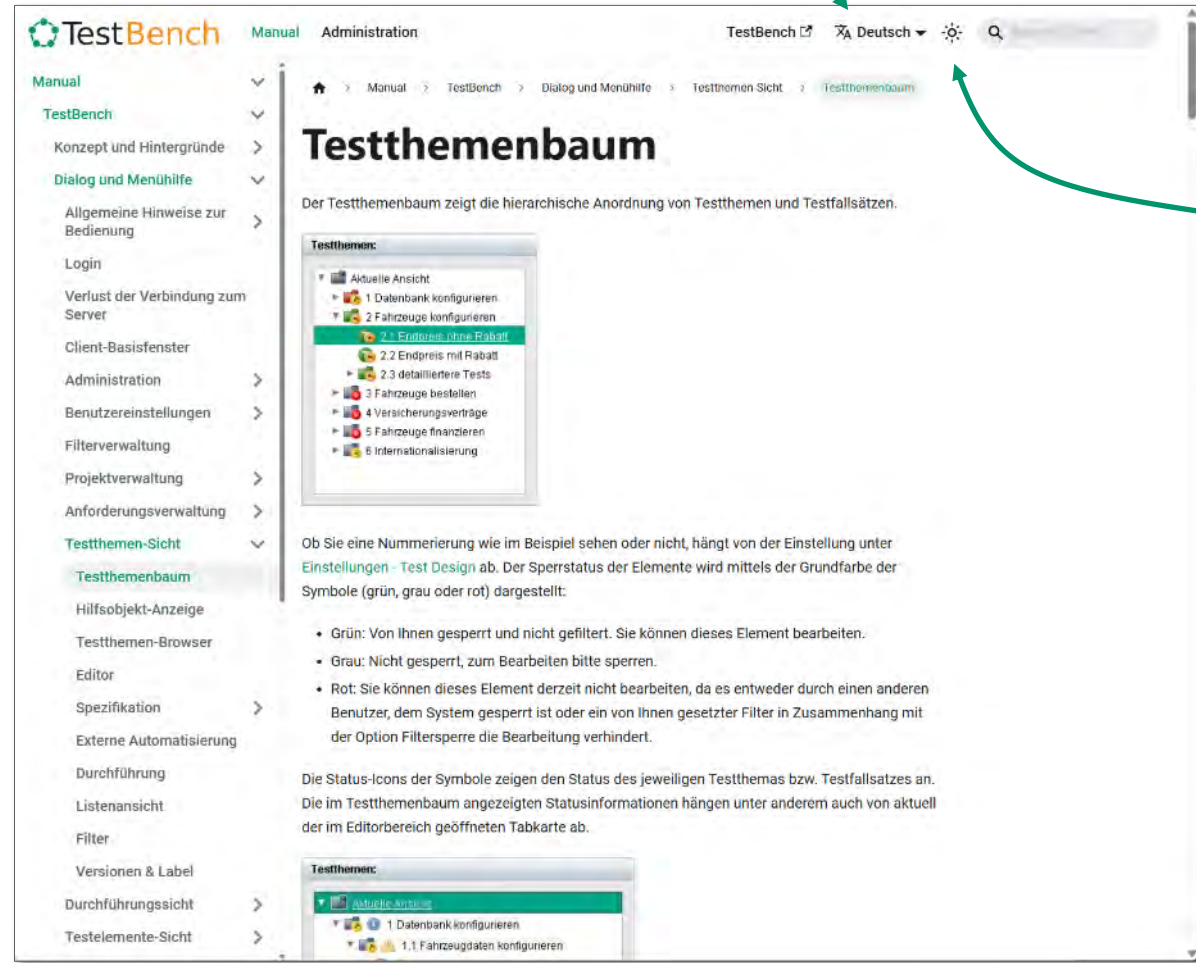 TestBench
Manual Administration
TestBench Deutsch
Manual
TestBench
Konzept und Hintergründe
Dialog und Menühilfe
Allgemeine Hinweise zur
Bedienung
Login
Verlust der Verbindung zum
Server
Client-Basisfenster
Administration
Benutzereinstellungen
Filterverwaltung
Projektverwaltung
Anforderungsverwaltung
Testthemen-Sicht
Testthemenbaum
Hilfsobjekt-Anzeige
Testthemen-Browser
Editor
Spezifikation
Externe Automatisierung
Durchführung
Listenansicht
Filter
Versionen & Label
Durchführungssicht
Testelemente-Sicht
Manual > TestBench > Dialog und Menühilfe > Testthemen-Sicht > Testthemenbaum
Testthemenbaum
Der Testthemenbaum zeigt die hierarchische Anordnung von Testthemen und Testfallsätzen.
Testthemen:
Aktuelle Ansicht
1 Datenbank konfigurieren
2 Fahrzeuge konfigurieren
2.1 Endpreis ohne Rabatt
2.2 Endpreis mit Rabatt
2.3 detailliertere Tests
3 Fahrzeuge bestellen
4 Versicherungsverträge
5 Fahrzeuge finanzieren
6 Internationalisierung
Ob Sie eine Nummerierung wie im Beispiel sehen oder nicht, hängt von der Einstellung unter
Einstellungen - Test Design ab. Der Sperrstatus der Elemente wird mittels der Grundfarbe der
Symbole (grün, grau oder rot) dargestellt:
• Grün: Von Ihnen gesperrt und nicht gefiltert. Sie können dieses Element bearbeiten.
• Grau: Nicht gesperrt, zum Bearbeiten bitte sperren.
• Rot: Sie können dieses Element derzeit nicht bearbeiten, da es entweder durch einen anderen
Benutzer, dem System gesperrt ist oder ein von Ihnen gesetzter Filter in Zusammenhang mit
der Option Filtersperre die Bearbeitung verhindert.
Die Status-Icons der Symbole zeigen den Status des jeweiligen Testthemas bzw. Testfallsatzes an.
Die im Testthemenbaum angezeigten Statusinformationen hängen unter anderem auch von aktuell
der im Editorbereich geöffneten Tabkarte ab.
Testthemen:
Aktuelle Ansicht
1 Datenbank konfigurieren
1.1 Fahrzeugdaten konfigurieren